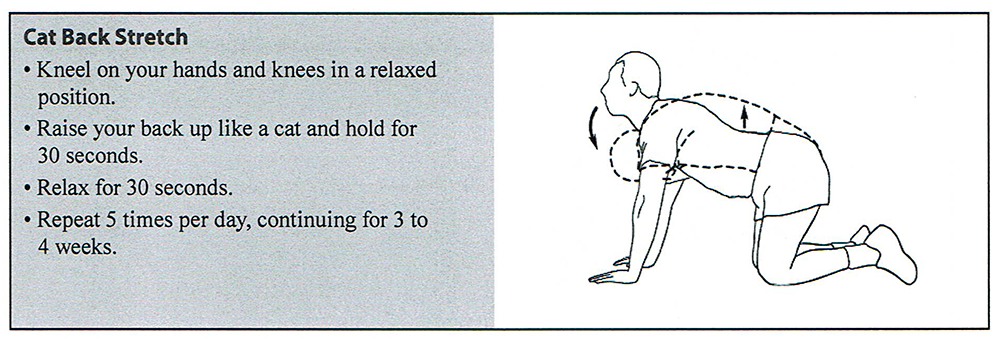 Cat Back Stretch
• Kneel on your hands and knees in a relaxed
position.
• Raise your back up like a cat and hold for
30 seconds.
• Relax for 30 seconds.
• Repeat 5 times per day, continuing for 3 to
4 weeks.